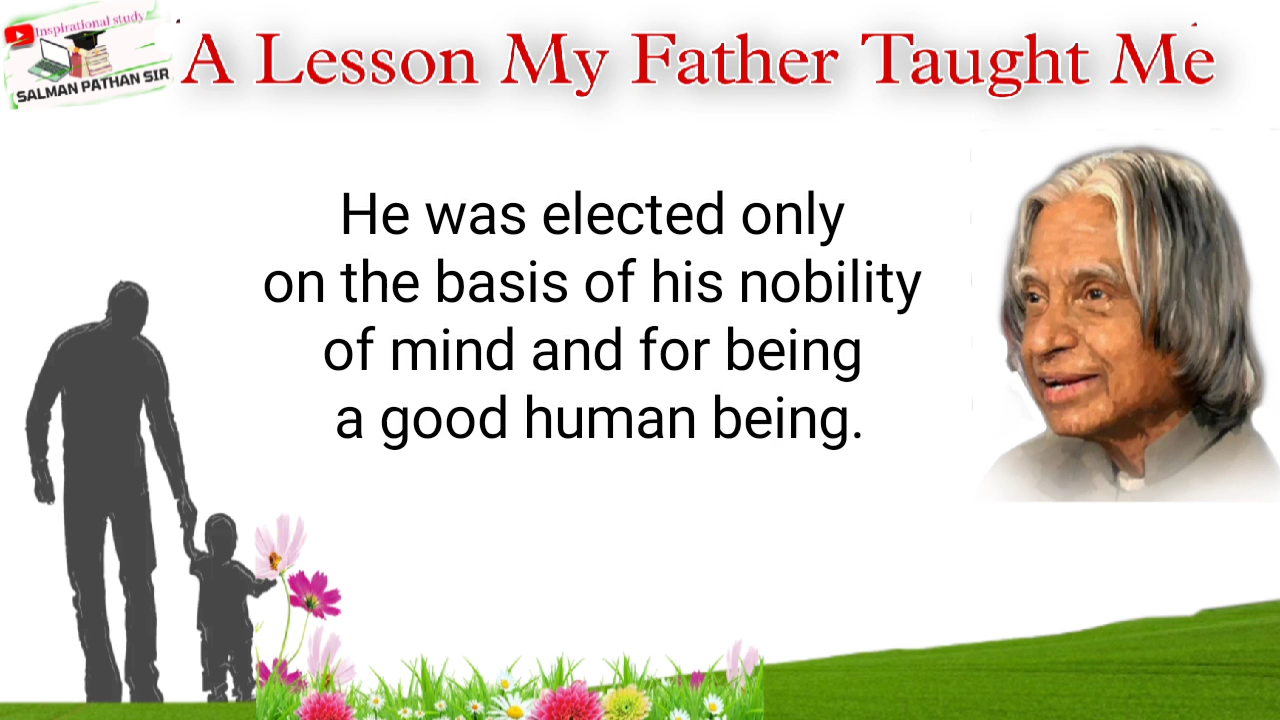 Inspirational study
SALMAN PATHAN SIR
A Lesson My Father Taught Me
He was elected only
on the basis of his nobility
of mind and for being
a good human being.